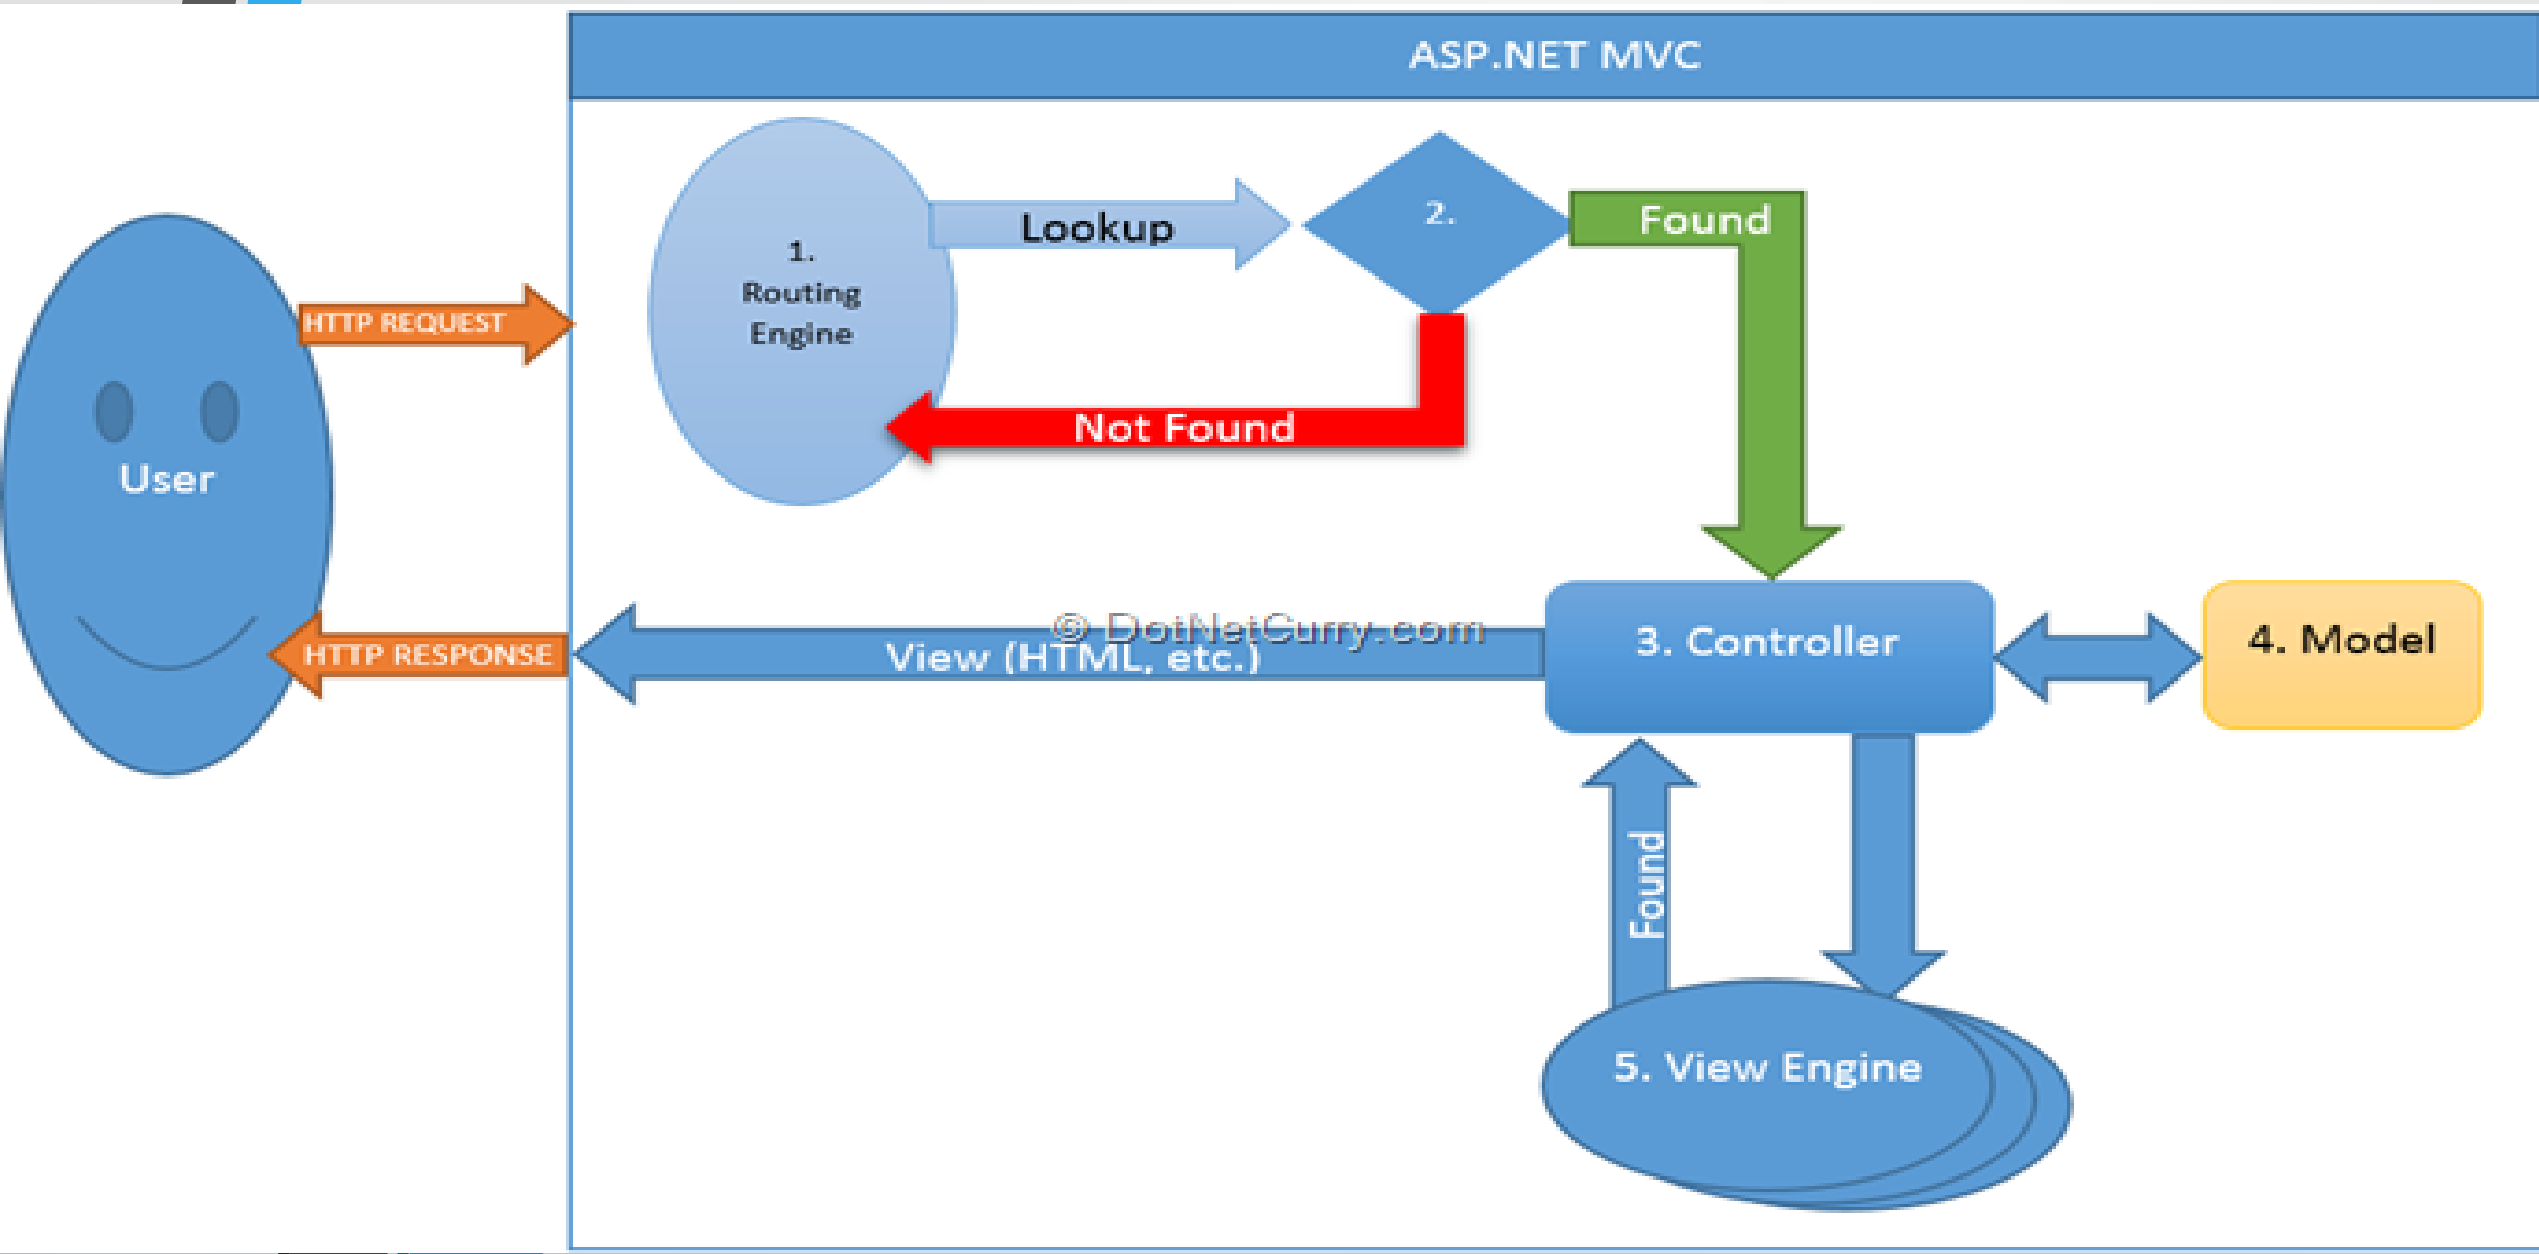 ASP.NET MVC
1.
Routing
Engine
Lookup
2.
Found
HTTP REQUEST
Not Found
User
HTTP RESPONSE
View (HTML, etc.)
© DotNetCurry.com
3. Controller
4. Model
Found
5. View Engine